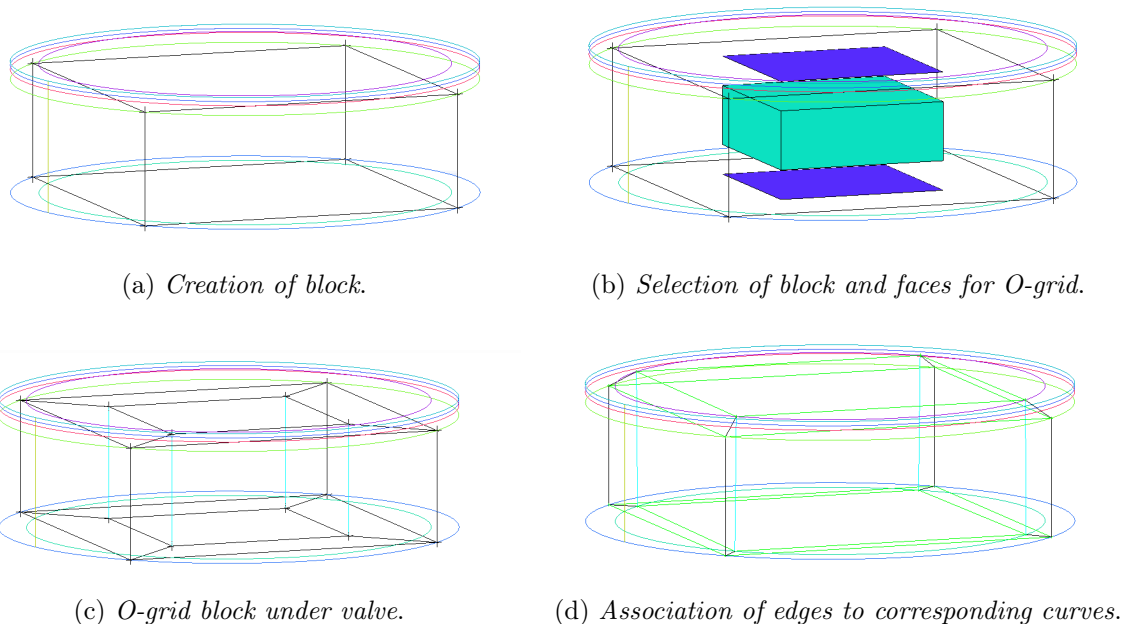 (a) Creation of block.
(b) Selection of block and faces for O-grid.
(c) O-grid block under valve.
(d) Association of edges to corresponding curves.